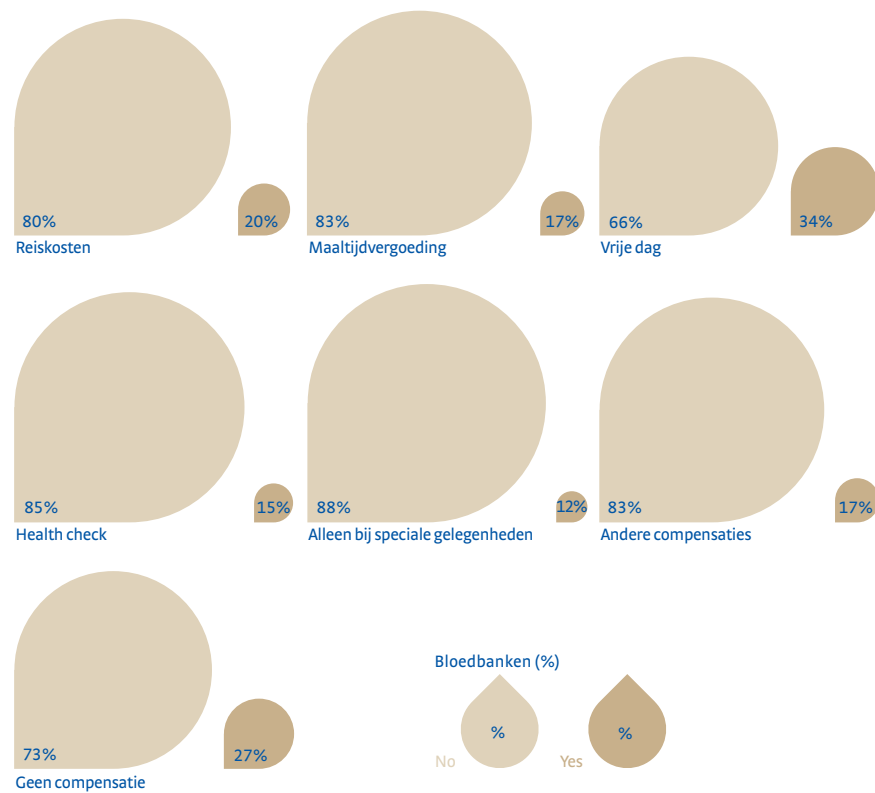 80%
20%
Reiskosten
83%
17%
Maaltijdvergoeding
66%
34%
Vrije dag
85%
15%
Health check
88%
12%
Alleen bij speciale gelegenheden
83%
17%
Andere compensaties
73%
27%
Geen compensatie
Bloedbanken (%)
%
No
%
Yes